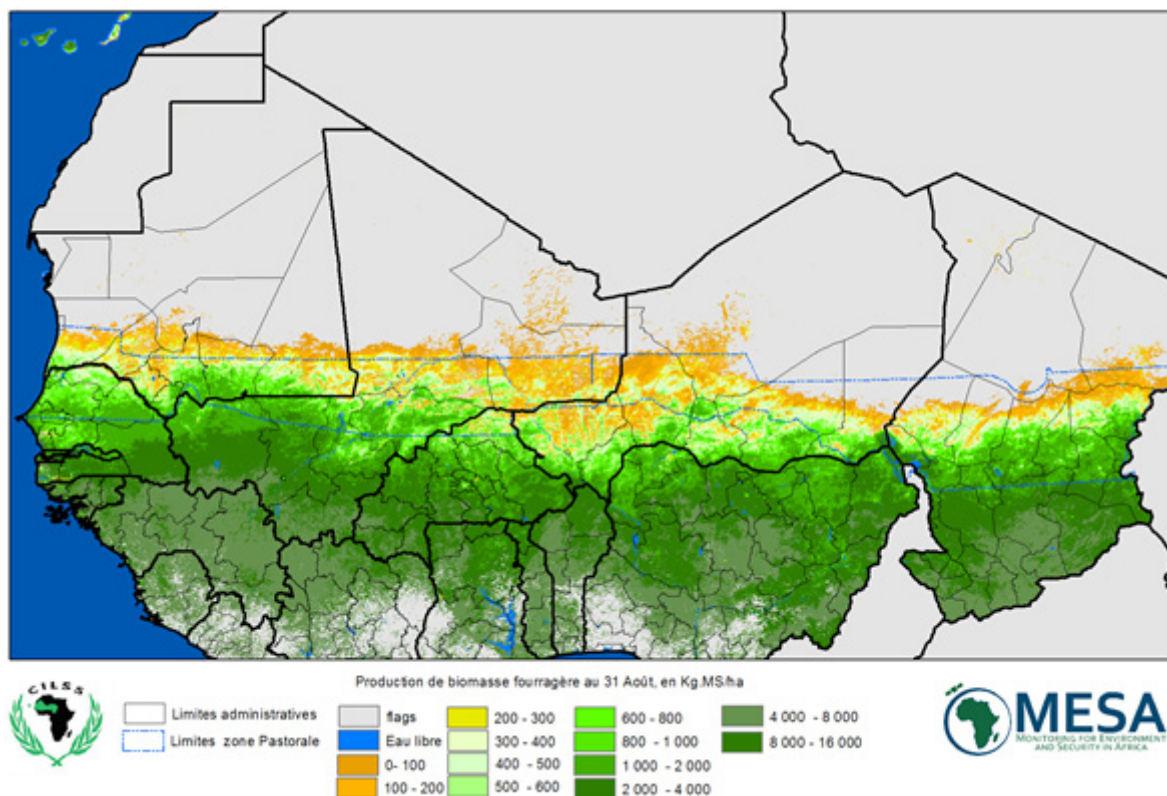 Production de biomasse fourragère au 31 Août, en Kg.MS/ha
CILSS
Limites administratives
Limites zone Pastorale
flags
Eau libre
0- 100
100 - 200
200 - 300
300 - 400
400 - 500
500 - 600
600 - 800
800 - 1 000
1 000 - 2 000
2 000 - 4 000
4 000 - 8 000
8 000 - 16 000
MESA
MONITORING FOR ENVIRONMENT
AND SECURITY IN AFRICA